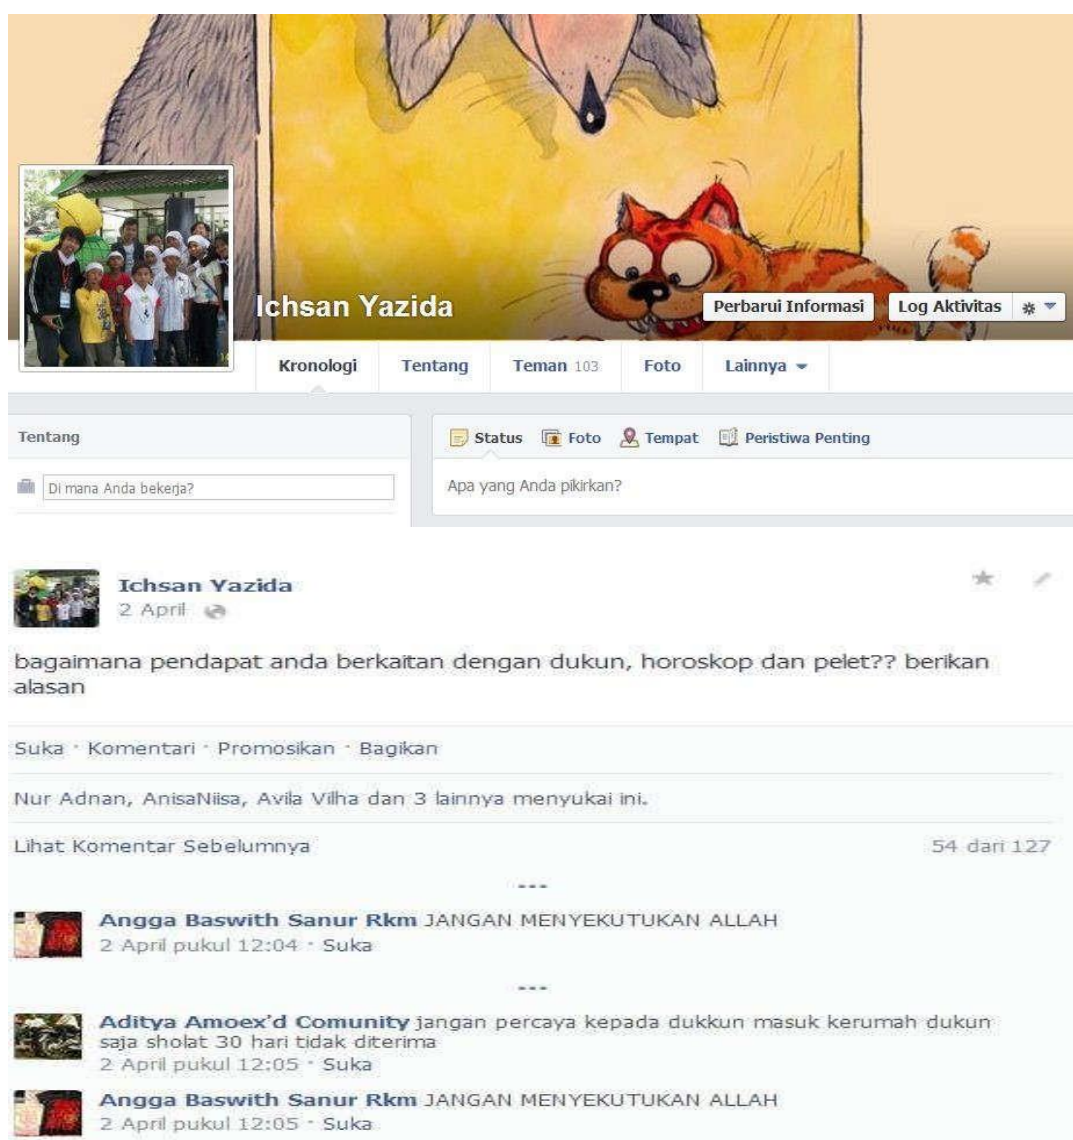 Ichsan Yazida
Perbarui Informasi
Log Aktivitas
Kronologi
Tentang
Teman 103
Foto
Lainnya
Tentang
Status
Foto
Tempat
Peristiwa Penting
Di mana Anda bekerja?
Apa yang Anda pikirkan?
Ichsan Yazida
2 April
bagaimana pendapat anda berkaitan dengan dukun, horoskop dan pelet?? berikan
alasan
Suka · Komentari · Promosikan · Bagikan
Nur Adnan, AnisaNiisa, Avila Vilha dan 3 lainnya menyukai ini.
Lihat Komentar Sebelumnya
54 dari 127
---
Angga Baswith Sanur Rkm JANGAN MENYEKUTUKAN ALLAH
2 April pukul 12:04 · Suka
---
Aditya Amoex'd Comunity jangan percaya kepada dukkun masuk kerumah dukun
saja sholat 30 hari tidak diterima
2 April pukul 12:05 · Suka
Angga Baswith Sanur Rkm JANGAN MENYEKUTUKAN ALLAH
2 April pukul 12:05 · Suka